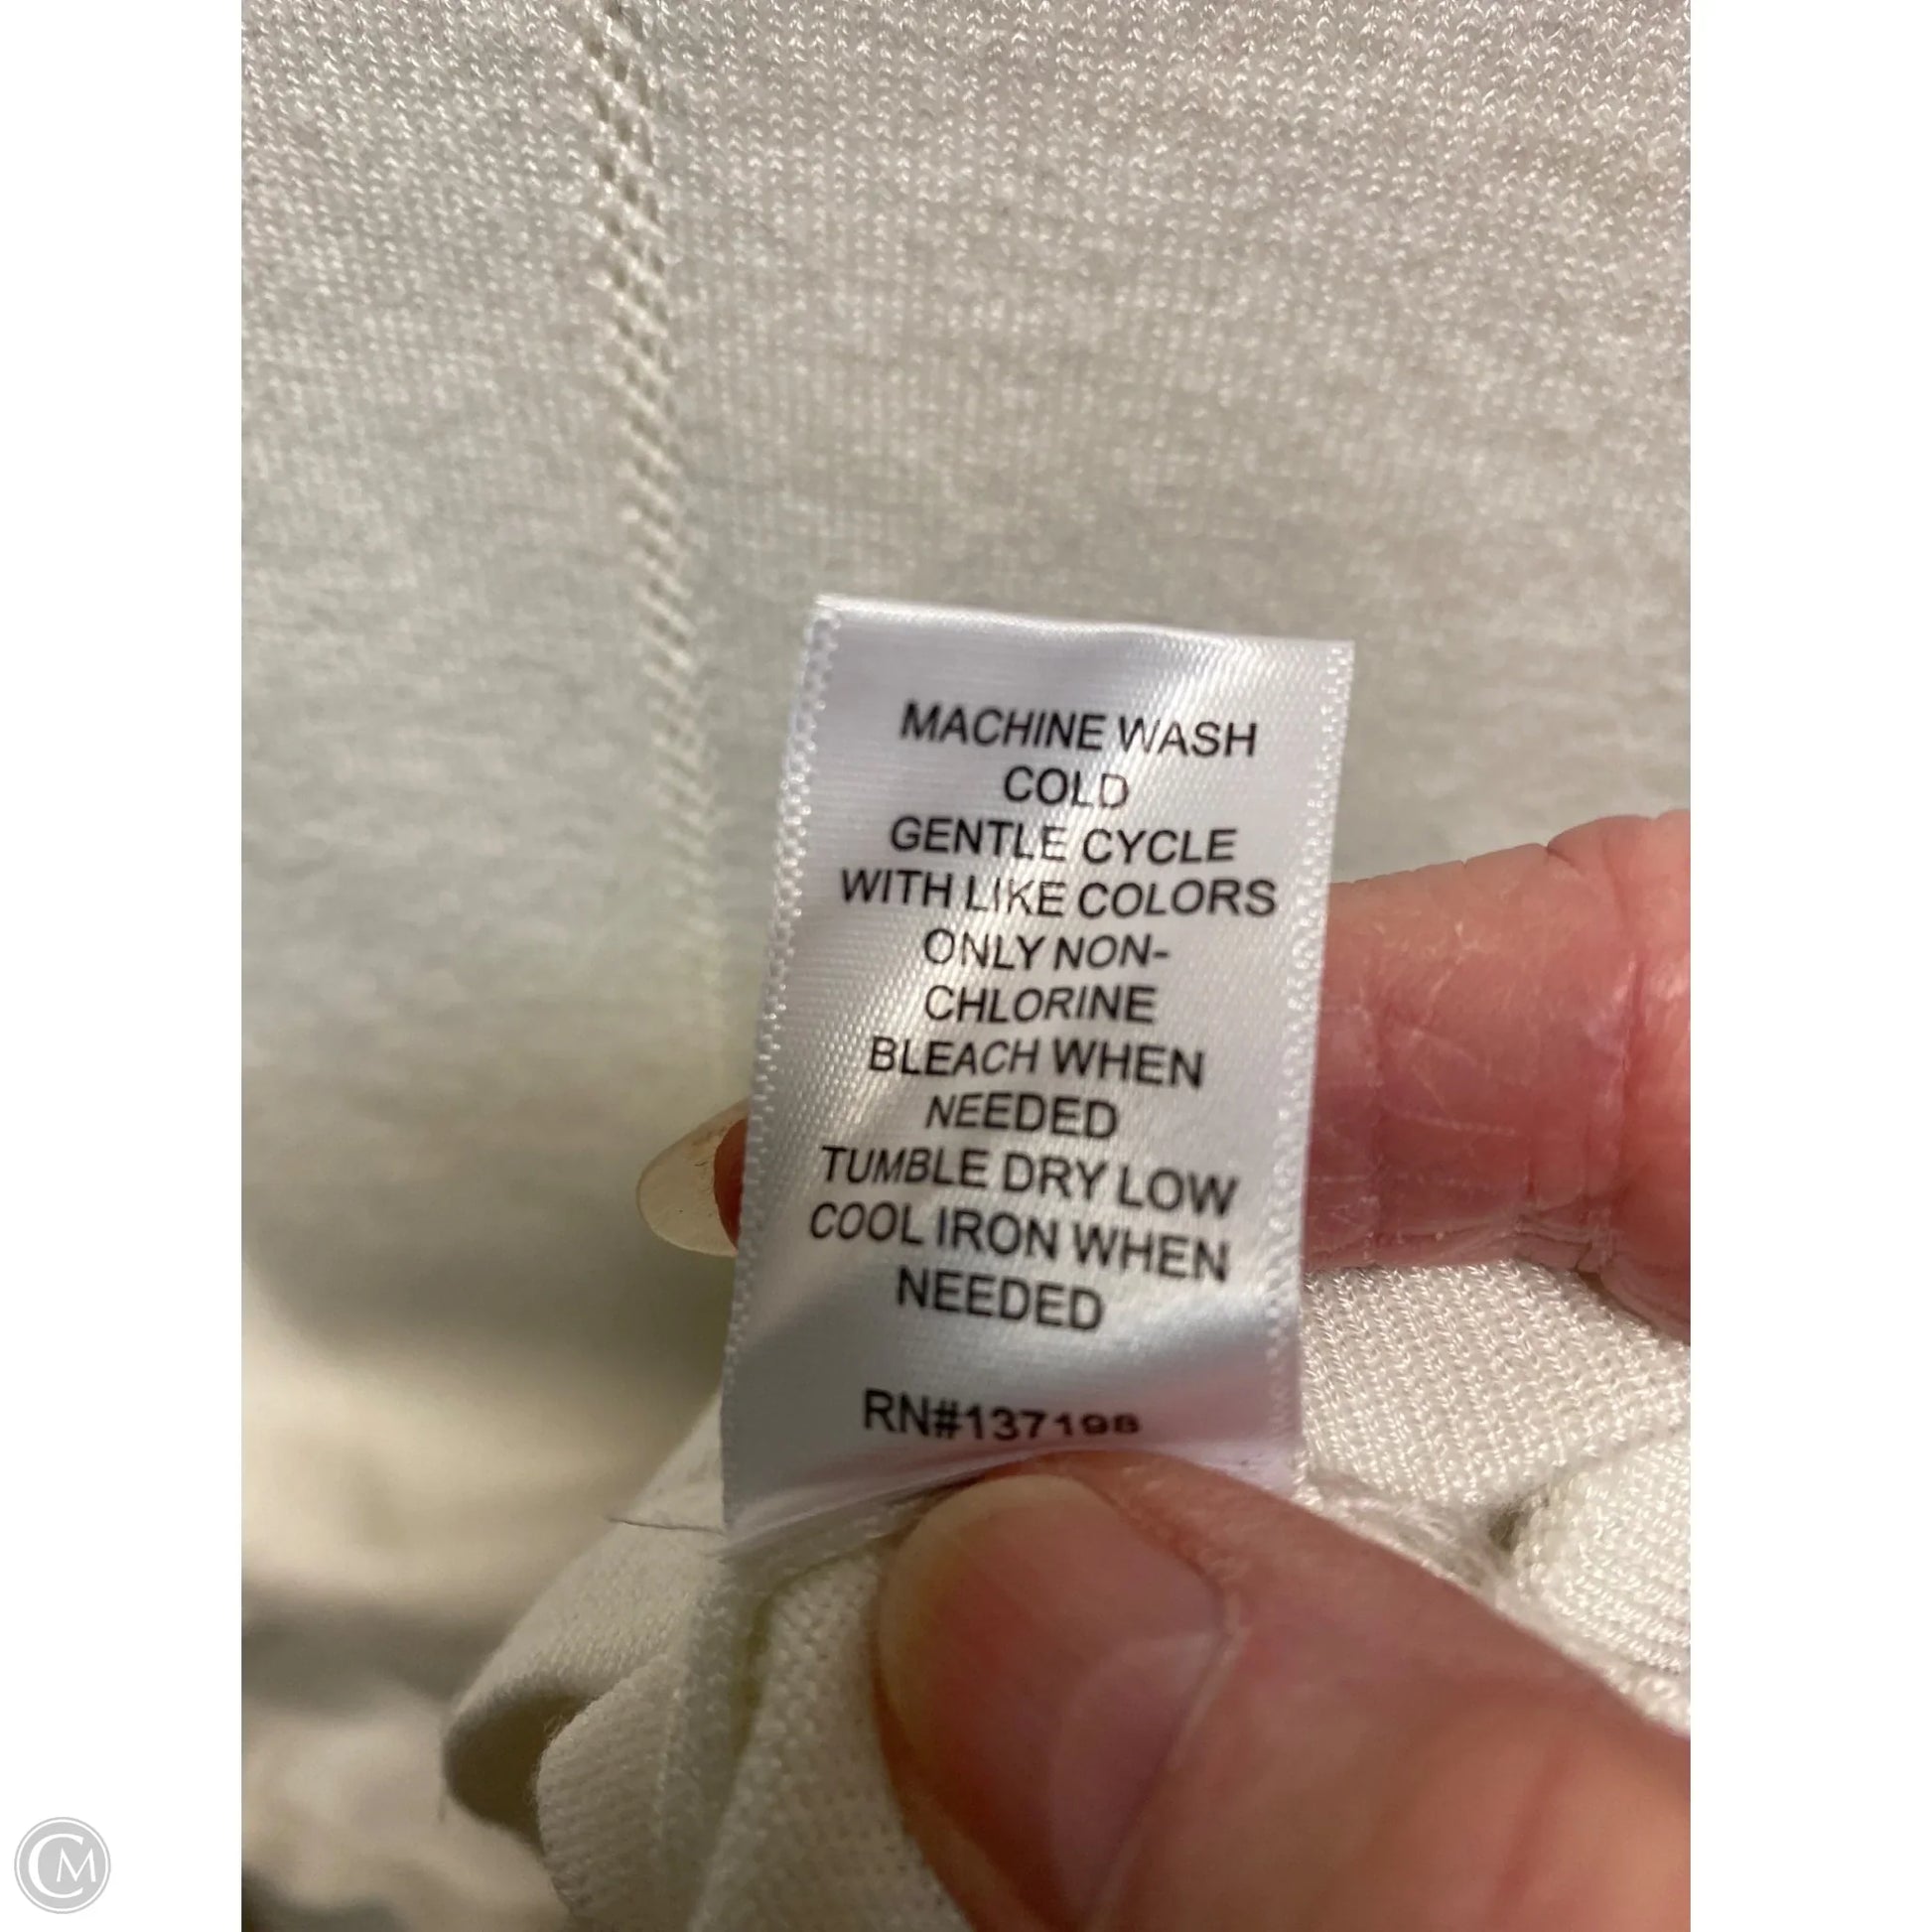 MACHINE WASH
COLD
GENTLE CYCLE
WITH LIKE COLORS
ONLY NON-
CHLORINE
BLEACH WHEN
NEEDED
TUMBLE DRY LOW
COOL IRON WHEN
NEEDED
RN#137198
CM